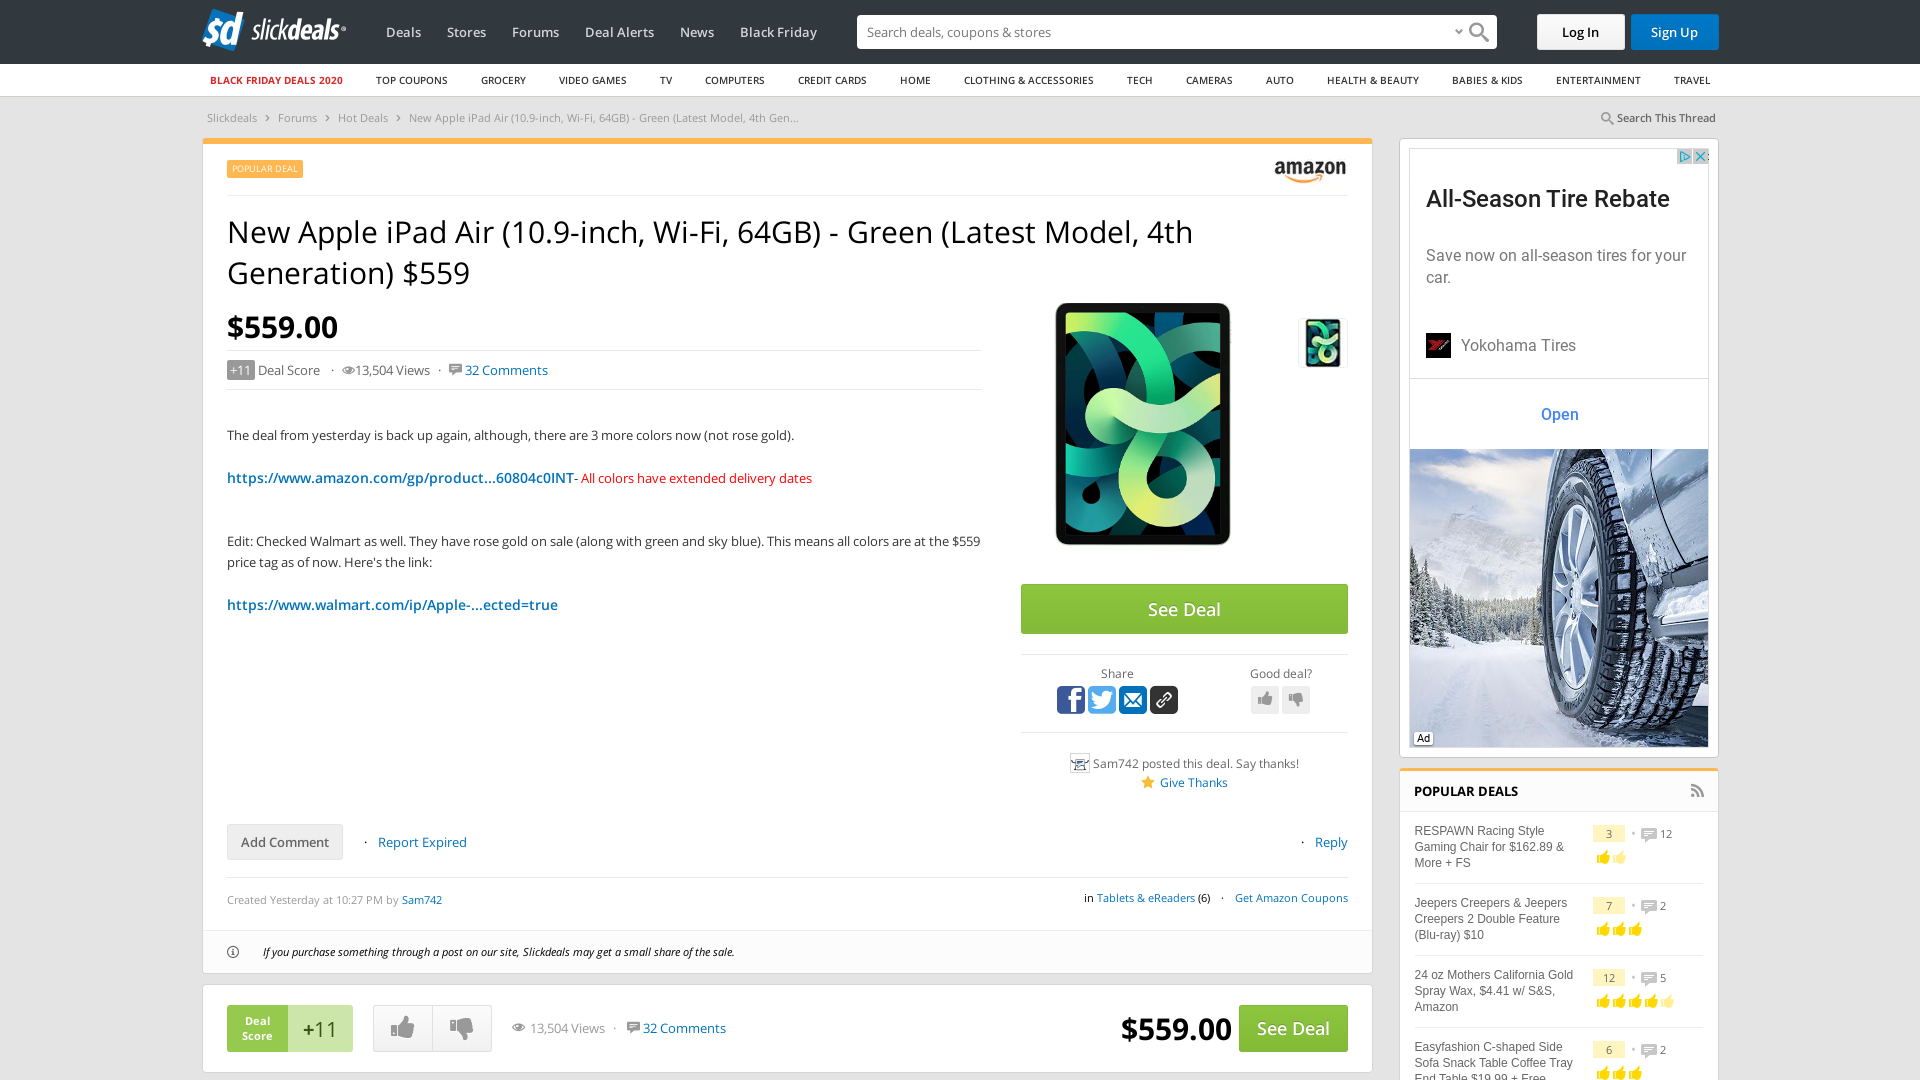 slickdeals
Deals Stores Forums Deal Alerts News Black Friday
Search deals, coupons & stores
Log In
Sign Up
BLACK FRIDAY DEALS 2020 TOP COUPONS GROCERY VIDEO GAMES TV COMPUTERS CREDIT CARDS HOME CLOTHING & ACCESSORIES TECH CAMERAS AUTO HEALTH & BEAUTY BABIES & KIDS ENTERTAINMENT TRAVEL
Slickdeals › Forums › Hot Deals › New Apple iPad Air (10.9-inch, Wi-Fi, 64GB) - Green (Latest Model, 4th Gen...
Search This Thread
POPULAR DEAL
amazon
New Apple iPad Air (10.9-inch, Wi-Fi, 64GB) - Green (Latest Model, 4th
Generation) $559
$559.00
+11 Deal Score · 13,504 Views · 32 Comments
The deal from yesterday is back up again, although, there are 3 more colors now (not rose gold).
https://www.amazon.com/gp/product...60804c0INT- All colors have extended delivery dates
Edit: Checked Walmart as well. They have rose gold on sale (along with green and sky blue). This means all colors are at the $559
price tag as of now. Here's the link:
https://www.walmart.com/ip/Apple-...ected=true
See Deal
Share
Good deal?
Sam742 posted this deal. Say thanks!
Give Thanks
Add Comment · Report Expired
· Reply
Created Yesterday at 10:27 PM by Sam742
in Tablets & eReaders (6) · Get Amazon Coupons
If you purchase something through a post on our site, Slickdeals may get a small share of the sale.
Deal
Score
+11
13,504 Views · 32 Comments
$559.00
See Deal
All-Season Tire Rebate
Save now on all-season tires for your
car.
Yokohama Tires
Open
Ad
POPULAR DEALS
RESPAWN Racing Style
Gaming Chair for $162.89 &
More + FS
3 • 12
Jeepers Creepers & Jeepers
Creepers 2 Double Feature
(Blu-ray) $10
7 • 2
24 oz Mothers California Gold
Spray Wax, $4.41 w/ S&S,
Amazon
12 • 5
Easyfashion C-shaped Side
Sofa Snack Table Coffee Tray
End Table $19.99 + Free
6 • 2